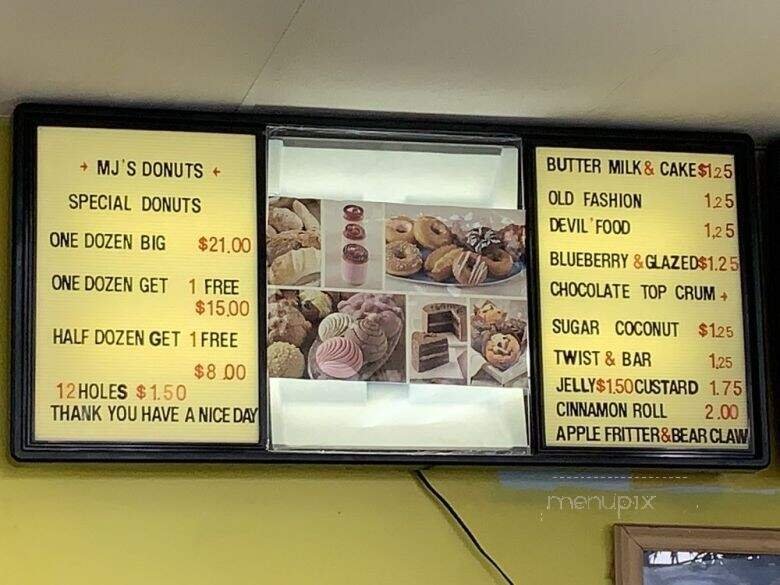 MJ'S DONUTS
SPECIAL DONUTS
ONE DOZEN BIG $21.00
ONE DOZEN GET 1 FREE
$15.00
HALF DOZEN GET 1 FREE
$8.00
12 HOLES $1.50
THANK YOU HAVE A NICE DAY
BUTTER MILK & CAKE $1.25
OLD FASHION 1.25
DEVIL'FOOD 1.25
BLUEBERRY & GLAZED $1.25
CHOCOLATE TOP CRUM +
SUGAR COCONUT $1.25
TWIST & BAR 1.25
JELLY $1.50 CUSTARD 1.75
CINNAMON ROLL 2.00
APPLE FRITTER & BEAR CLAW
menupix